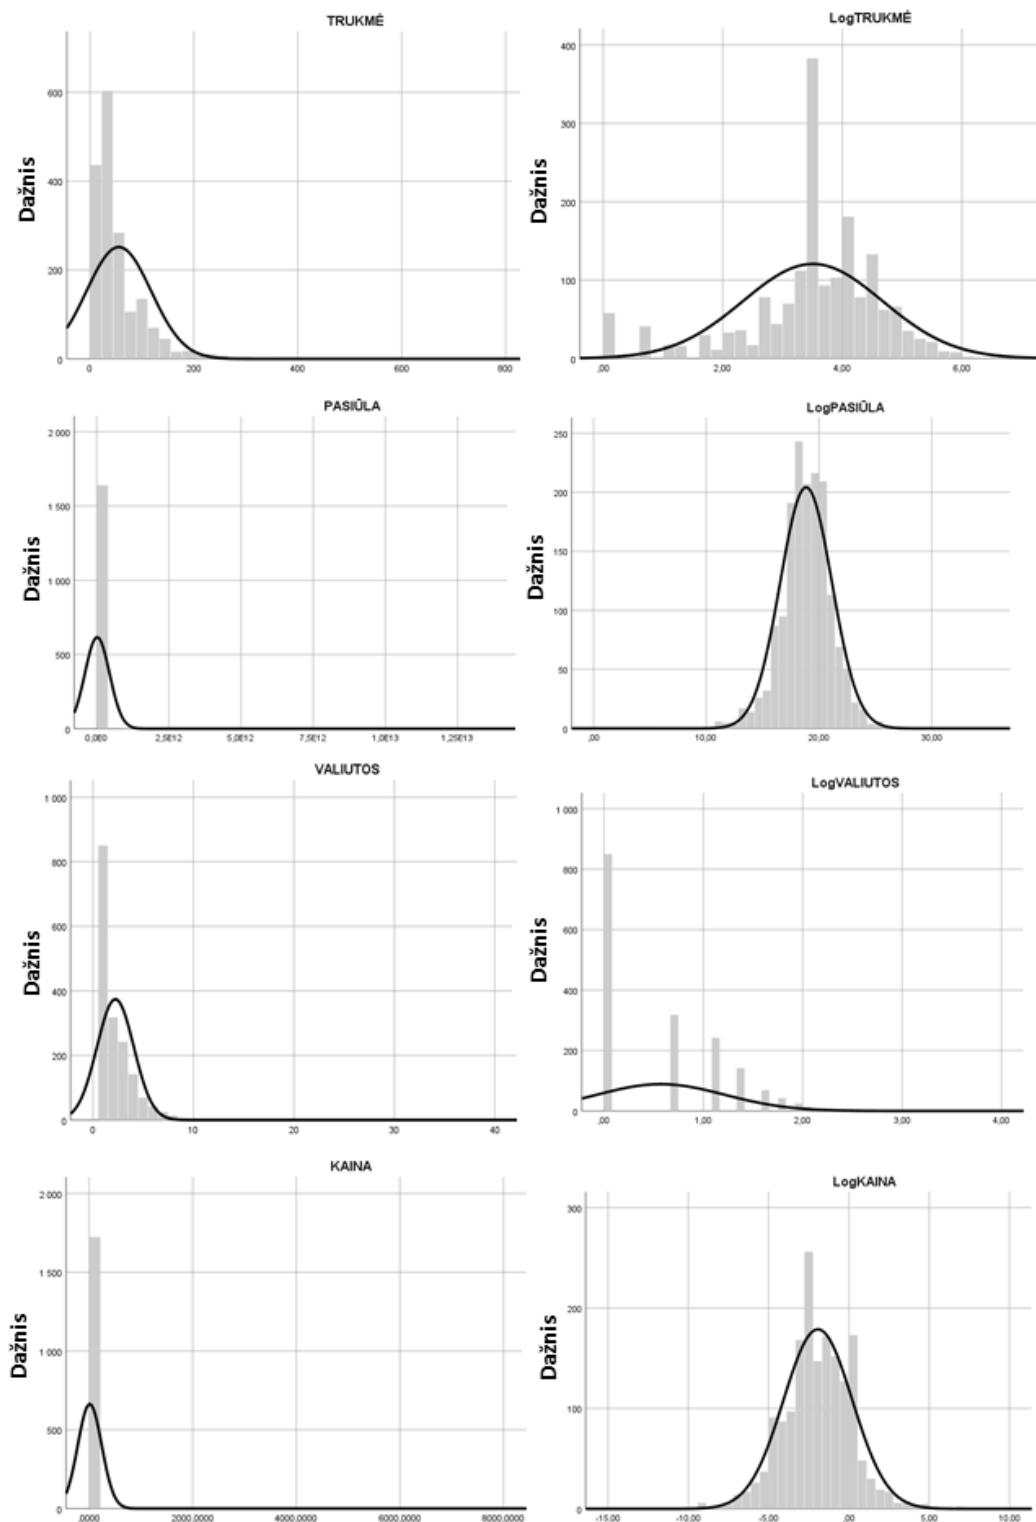 TRUKMĖ
Dažnis
600
400
200
0
0 200 400 600 800
LogTRUKMĖ
Dažnis
400
300
200
100
0
,00 2,00 4,00 6,00
PASIŪLA
Dažnis
2 000
1 500
1 000
500
0
0,0E0 2,5E12 5,0E12 7,5E12 1,0E13 1,25E13
LogPASIŪLA
Dažnis
250
200
150
100
50
0
,00 10,00 20,00 30,00
VALIUTOS
Dažnis
1 000
800
600
400
200
0
0 10 20 30 40
LogVALIUTOS
Dažnis
1 000
800
600
400
200
0
,00 1,00 2,00 3,00 4,00
KAINA
Dažnis
2 000
1 500
1 000
500
0
,0000 2000,0000 4000,0000 6000,0000 8000,0000
LogKAINA
Dažnis
300
200
100
0
-15,00 -10,00 -5,00 ,00 5,00 10,00